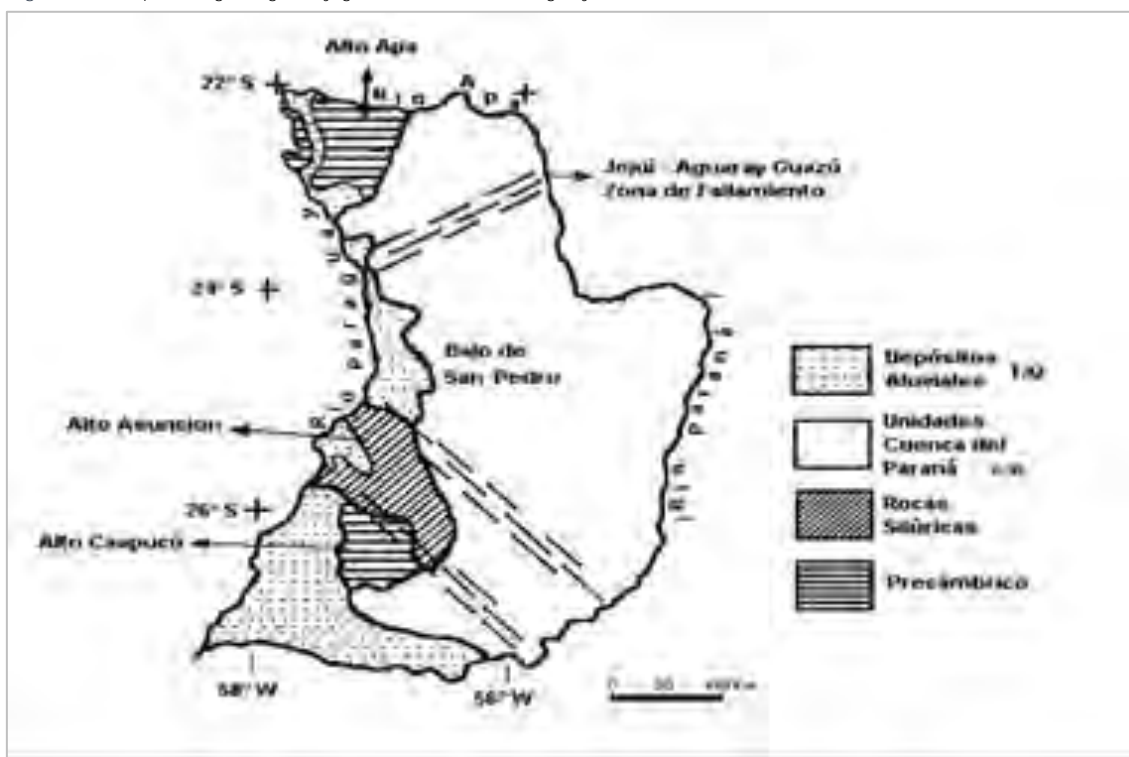 Alto Apa
22° S
Río Apa
Jejui - Aguaray Guazú
Zona de Fallamiento
Río Paraguay
24° S
Bajo de
San Pedro
Río Paraná
Alto Asunción
26° S
Alto Caapucú
58° W
56° W
Depósitos
Aluviales T/Q
Unidades
Cuenca del
Paraná
Rocas
Silúricas
Precámbrico